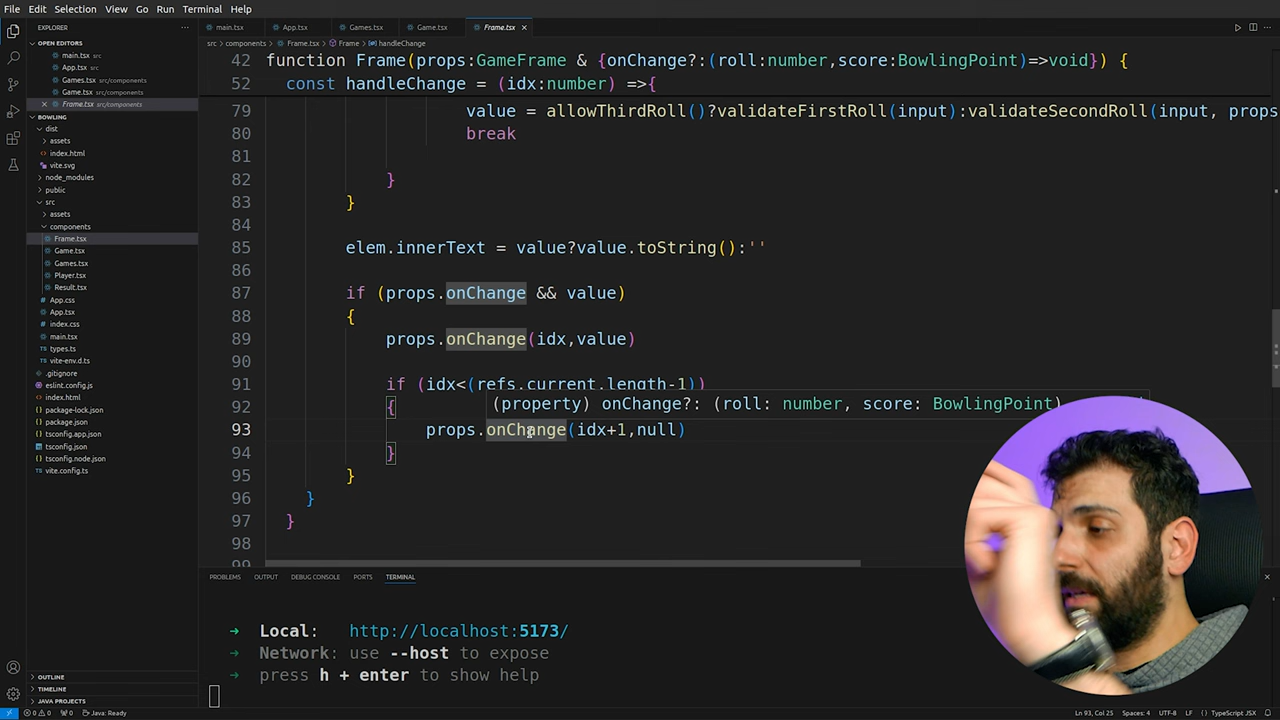 File Edit Selection View Go Run Terminal Help
EXPLORER
OPEN EDITORS
main.tsx src
App.tsx src
Games.tsx src/components
Game.tsx src/components
Frame.tsx src/components
BOWLING
dist
assets
index.html
vite.svg
node_modules
public
src
assets
components
Frame.tsx
Game.tsx
Games.tsx
Player.tsx
Result.tsx
App.css
App.tsx
index.css
main.tsx
types.ts
vite-env.d.ts
eslint.config.js
index.html
package-lock.json
package.json
tsconfig.app.json
tsconfig.json
tsconfig.node.json
vite.config.ts
OUTLINE
TIMELINE
JAVA PROJECTS
main.tsx App.tsx Games.tsx Game.tsx Frame.tsx
src > components > Frame.tsx > Frame > handleChange
42 function Frame(props:GameFrame & {onChange?:(roll:number,score:BowlingPoint)=>void}) {
52 const handleChange = (idx:number) =>{
79 value = allowThirdRoll()?validateFirstRoll(input):validateSecondRoll(input, props
80 break
81
82 }
83 }
84
85 elem.innerText = value?value.toString():''
86
87 if (props.onChange && value)
88 {
89 props.onChange(idx,value)
90
91 if (idx<(refs.current.length-1))
92 {
(property) onChange?: (roll: number, score: BowlingPoint)
93 props.onChange(idx+1,null)
94 }
95 }
96 }
97 }
98
99
PROBLEMS OUTPUT DEBUG CONSOLE PORTS TERMINAL
➜ Local: http://localhost:5173/
➜ Network: use --host to expose
➜ press h + enter to show help
0 0 0 Java: Ready
Ln 93, Col 25 Spaces: 4 UTF-8 LF TypeScript JSX